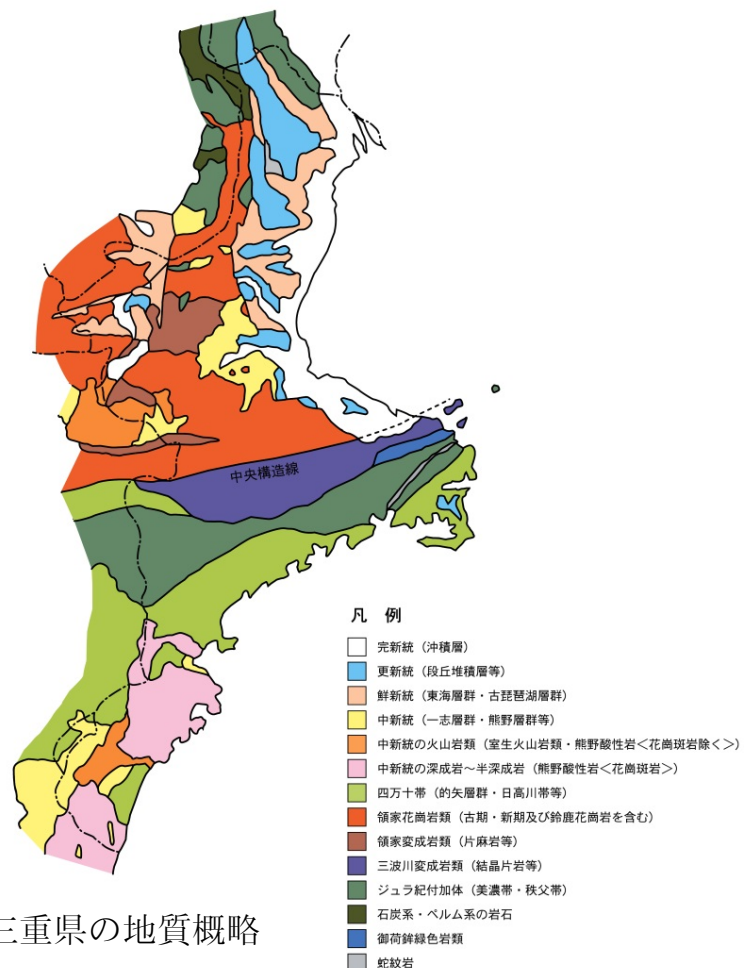 中央構造線
凡 例
完新統（沖積層）
更新統（段丘堆積層等）
鮮新統（東海層群・古琵琶湖層群）
中新統（一志層群・熊野層群等）
中新統の火山岩類（室生火山岩類・熊野酸性岩＜花崗斑岩除く＞）
中新統の深成岩～半深成岩（熊野酸性岩＜花崗斑岩＞）
四万十帯（的矢層群・日高川帯等）
領家花崗岩類（古期・新期及び鈴鹿花崗岩を含む）
領家変成岩類（片麻岩等）
三波川変成岩類（結晶片岩等）
ジュラ紀付加体（美濃帯・秩父帯）
石炭系・ペルム系の岩石
御荷鉾緑色岩類
蛇紋岩
三重県の地質概略